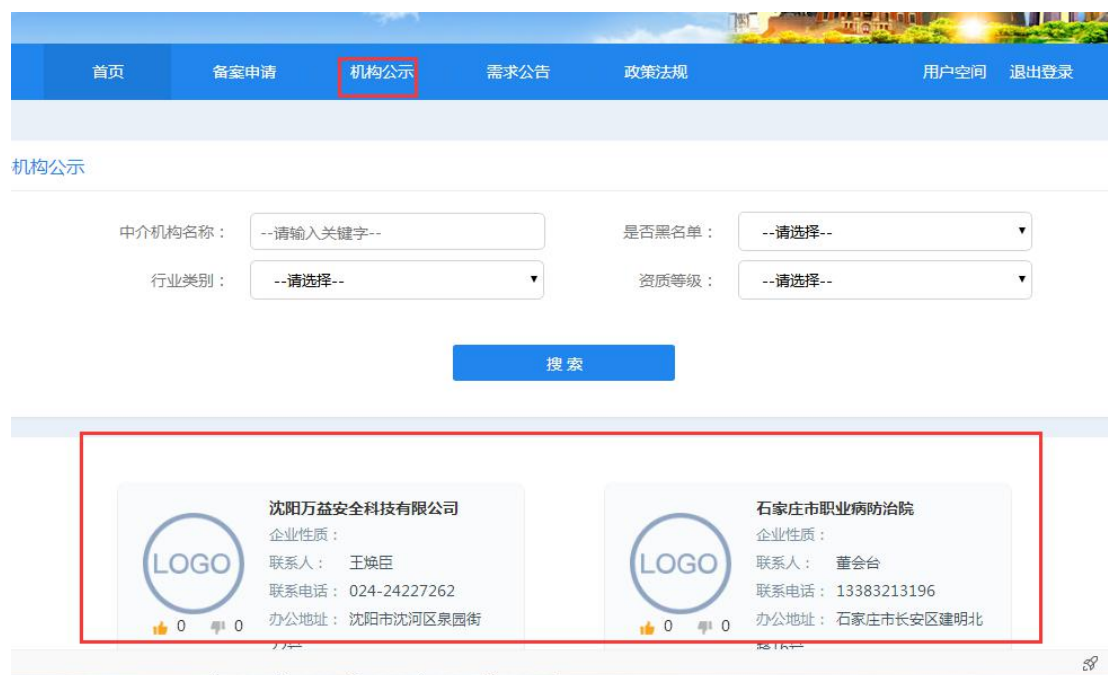 首页 备案申请 机构公示 需求公告 政策法规 用户空间 退出登录
机构公示
中介机构名称： --请输入关键字-- 是否黑名单： --请选择--
行业类别： --请选择-- 资质等级： --请选择--
搜 索
沈阳万益安全科技有限公司
企业性质：
联系人： 王焕臣
联系电话： 024-24227262
办公地址： 沈阳市沈河区泉园街
LOGO
0 0
石家庄市职业病防治院
企业性质：
联系人： 董会台
联系电话： 13383213196
办公地址： 石家庄市长安区建明北
LOGO
0 0